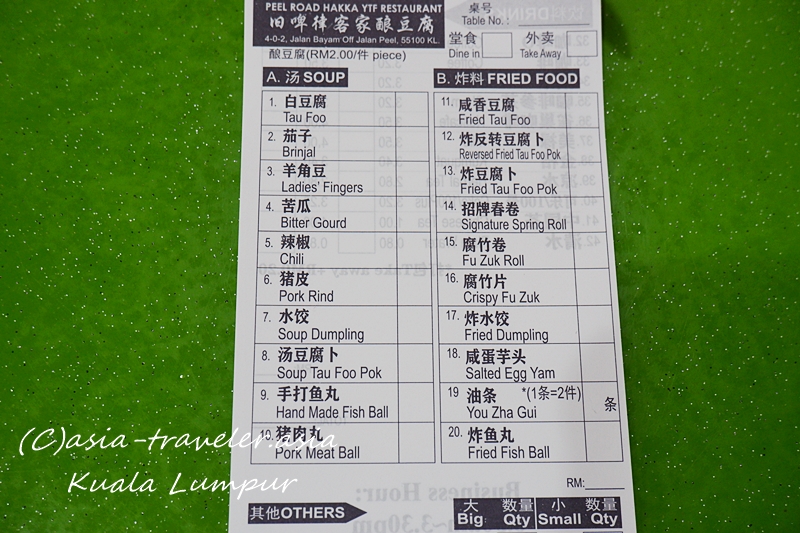 PEEL ROAD HAKKA YTF RESTAURANT
旧啤律客家酿豆腐
4-0-2, Jalan Bayam Off Jalan Peel, 55100 KL.
酿豆腐(RM2.00/件 piece)
桌号
Table No. :
堂食
Dine in
外卖
Take Away
A. 汤 SOUP
1. 白豆腐
Tau Foo
2. 茄子
Brinjal
3. 羊角豆
Ladies' Fingers
4. 苦瓜
Bitter Gourd
5. 辣椒
Chili
6. 猪皮
Pork Rind
7. 水饺
Soup Dumpling
8. 汤豆腐卜
Soup Tau Foo Pok
9. 手打鱼丸
Hand Made Fish Ball
10. 猪肉丸
Pork Meat Ball
B. 炸料 FRIED FOOD
11. 咸香豆腐
Fried Tau Foo
12. 炸反转豆腐卜
Reversed Fried Tau Foo Pok
13. 炸豆腐卜
Fried Tau Foo Pok
14. 招牌春卷
Signature Spring Roll
15. 腐竹卷
Fu Zuk Roll
16. 腐竹片
Crispy Fu Zuk
17. 炸水饺
Fried Dumpling
18. 咸蛋芋头
Salted Egg Yam
19 油条 *(1条=2件) 条
You Zha Gui
20. 炸鱼丸
Fried Fish Ball
RM:
其他OTHERS
大 数量 小 数量
Big: Qty Small Qty
(C)asia-traveler.asia
Kuala Lumpur